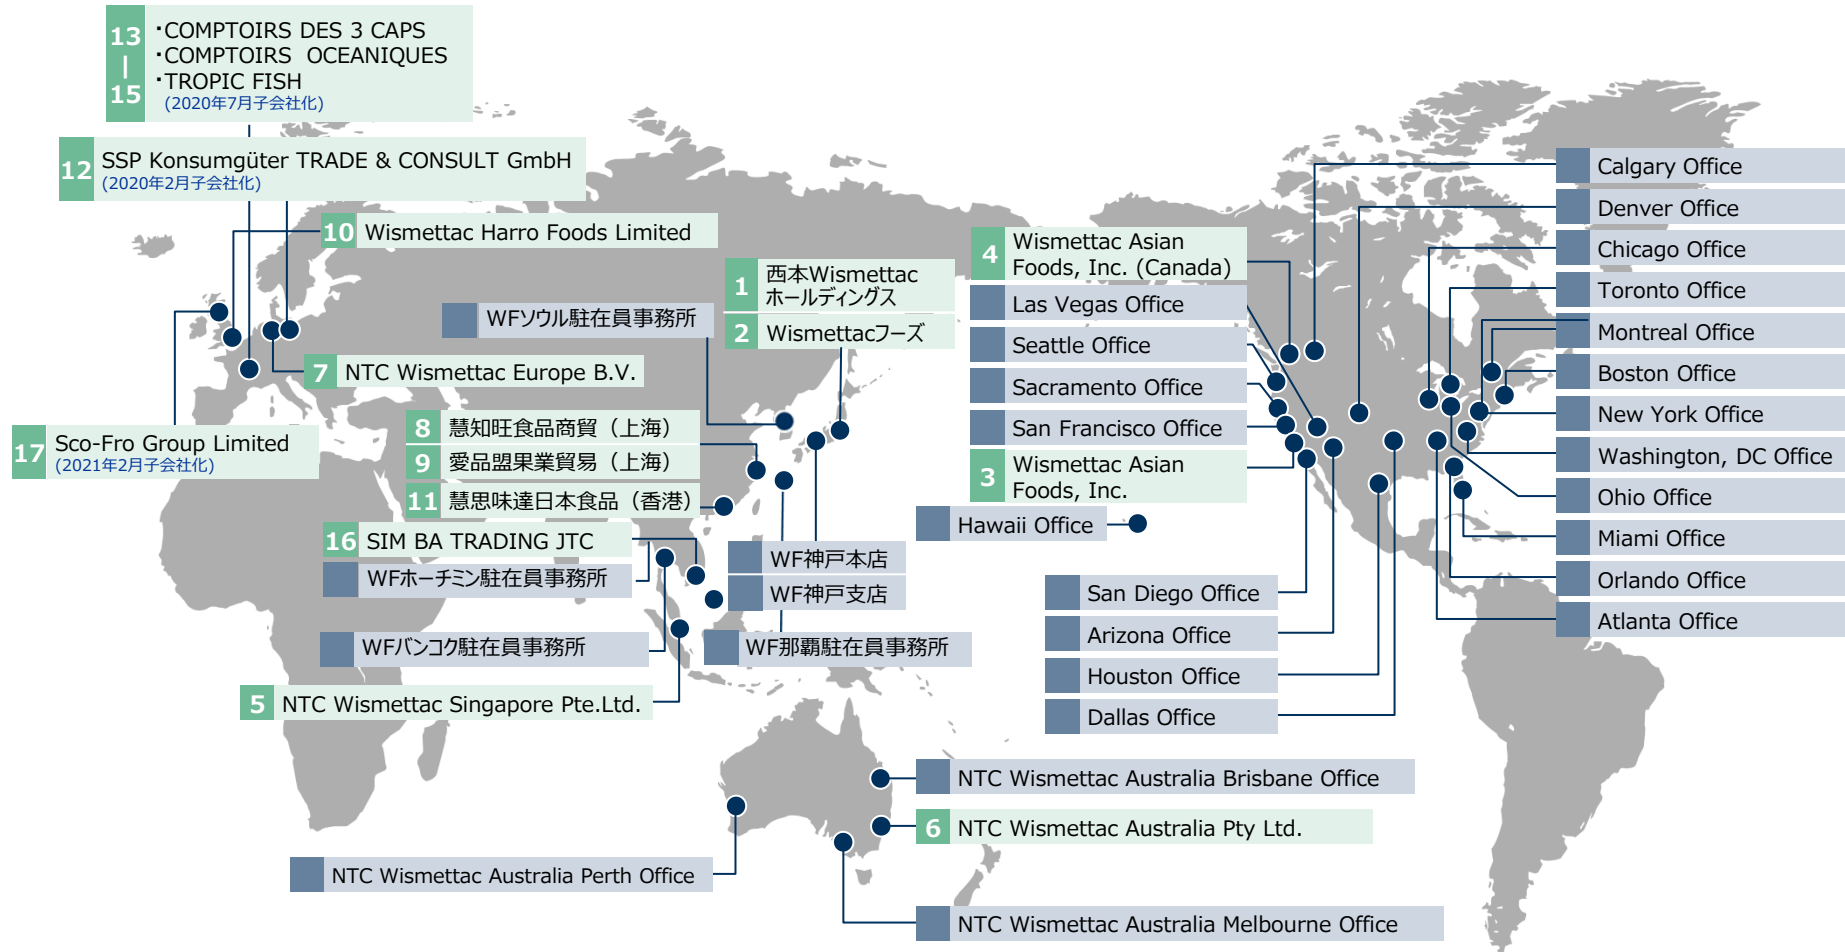 13
|
15
・COMPTOIRS DES 3 CAPS
・COMPTOIRS OCEANIQUES
・TROPIC FISH
(2020年7月子会社化)
12
SSP Konsumgüter TRADE & CONSULT GmbH
(2020年2月子会社化)
10 Wismettac Harro Foods Limited
1
西本Wismettac
ホールディングス
2 Wismettacフーズ
WFソウル駐在員事務所
7 NTC Wismettac Europe B.V.
8 慧知旺食品商貿（上海）
9 愛品盟果業貿易（上海）
11 慧思味達日本食品（香港）
17
Sco-Fro Group Limited
(2021年2月子会社化)
16 SIM BA TRADING JTC
WFホーチミン駐在員事務所
WFバンコク駐在員事務所
5 NTC Wismettac Singapore Pte.Ltd.
WF神戸本店
WF神戸支店
WF那覇駐在員事務所
4
Wismettac Asian
Foods, Inc. (Canada)
Las Vegas Office
Seattle Office
Sacramento Office
San Francisco Office
3
Wismettac Asian
Foods, Inc.
Hawaii Office
San Diego Office
Arizona Office
Houston Office
Dallas Office
Calgary Office
Denver Office
Chicago Office
Toronto Office
Montreal Office
Boston Office
New York Office
Washington, DC Office
Ohio Office
Miami Office
Orlando Office
Atlanta Office
NTC Wismettac Australia Brisbane Office
6 NTC Wismettac Australia Pty Ltd.
NTC Wismettac Australia Perth Office
NTC Wismettac Australia Melbourne Office